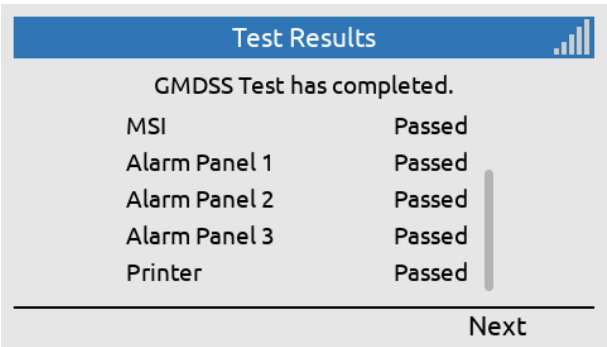 Test Results
GMDSS Test has completed.
MSI Passed
Alarm Panel 1 Passed
Alarm Panel 2 Passed
Alarm Panel 3 Passed
Printer Passed
Next